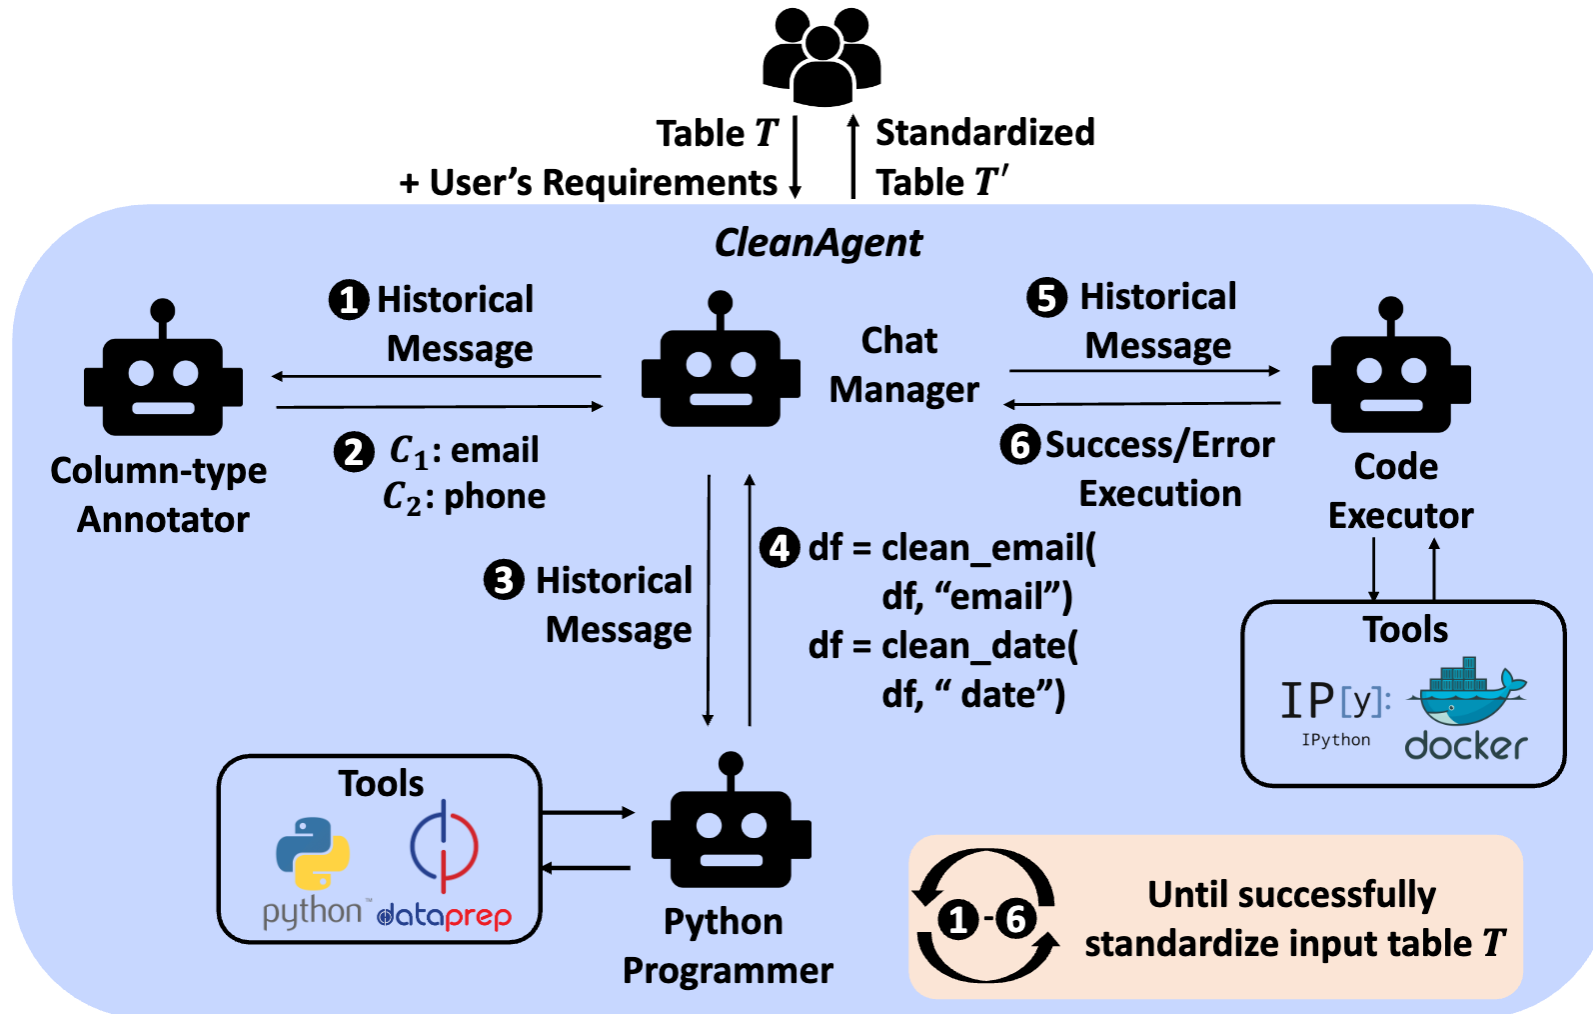 Table T
+ User’s Requirements
Standardized
Table T′
CleanAgent
1 Historical
Message
2 C1: email
C2: phone
Column-type
Annotator
Chat
Manager
5 Historical
Message
6 Success/Error
Execution
Code
Executor
3 Historical
Message
4 df = clean_email(
df, “email”)
df = clean_date(
df, “ date”)
Tools
IP[y]:
IPython
docker
Tools
python™
dataprep
Python
Programmer
1 - 6
Until successfully
standardize input table T